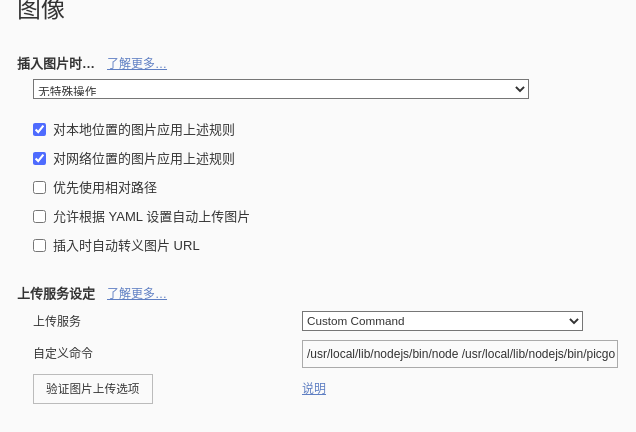 图像
插入图片时… 了解更多…
无特殊操作
对本地位置的图片应用上述规则
对网络位置的图片应用上述规则
优先使用相对路径
允许根据 YAML 设置自动上传图片
插入时自动转义图片 URL
上传服务设定 了解更多…
上传服务 Custom Command
自定义命令 /usr/local/lib/nodejs/bin/node /usr/local/lib/nodejs/bin/picgo
验证图片上传选项 说明